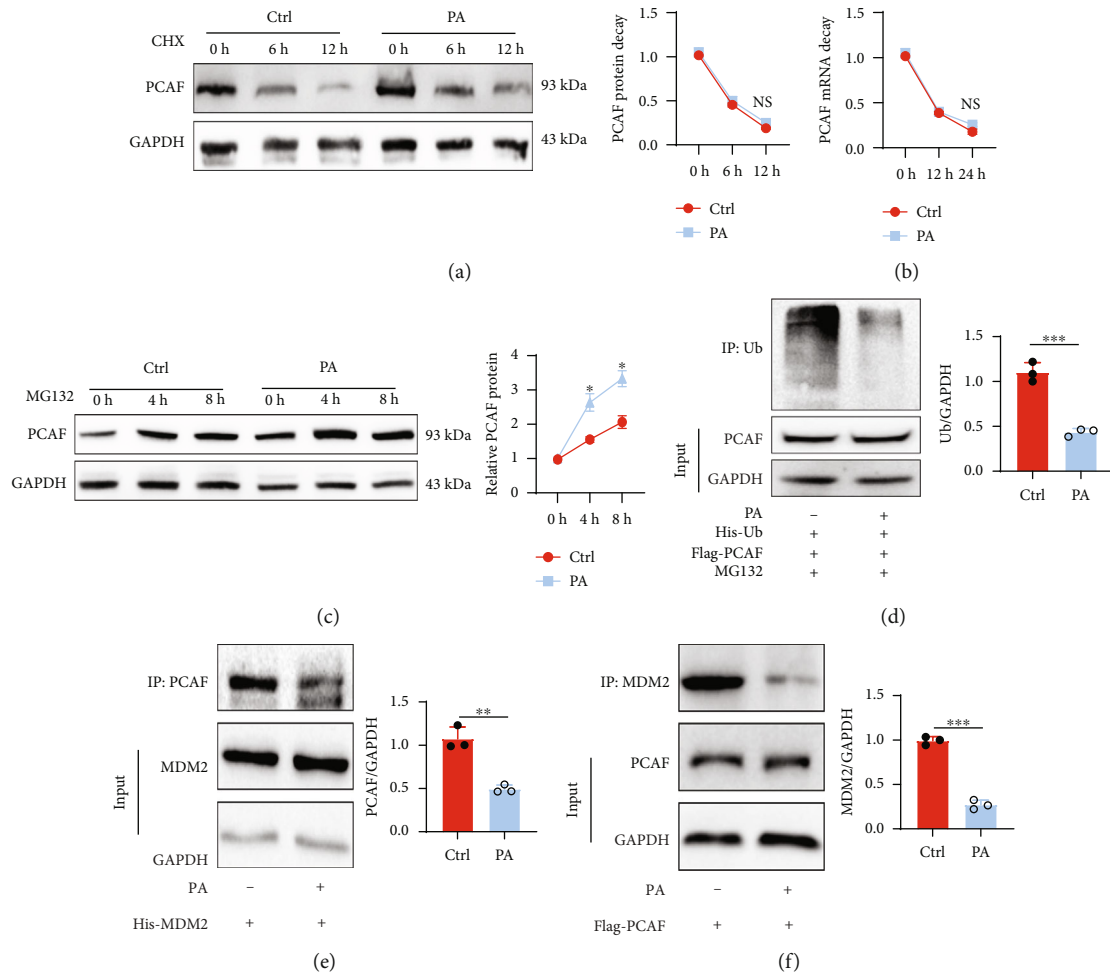 Ctrl PA
CHX 0 h 6 h 12 h 0 h 6 h 12 h
PCAF 93 kDa
GAPDH 43 kDa
PCAF protein decay
1.5
1.0
0.5
0.0
NS
0 h 6 h 12 h
Ctrl
PA
PCAF mRNA decay
1.5
1.0
0.5
0.0
NS
0 h 12 h 24 h
Ctrl
PA
(a)
(b)
Ctrl PA
MG132 0 h 4 h 8 h 0 h 4 h 8 h
PCAF 93 kDa
GAPDH 43 kDa
Relative PCAF protein
4
3
2
1
0
* *
0 h 4 h 8 h
Ctrl
PA
(c)
IP: Ub
PCAF
GAPDH
Input
PA – +
His-Ub + +
Flag-PCAF + +
MG132 + +
Ub/GAPDH
1.5
1.0
0.5
0.0
***
Ctrl PA
(d)
IP: PCAF
MDM2
GAPDH
Input
PA – +
His-MDM2 + +
PCAF/GAPDH
1.5
1.0
0.5
0.0
**
Ctrl PA
(e)
IP: MDM2
PCAF
GAPDH
Input
PA – +
Flag-PCAF + +
MDM2/GAPDH
1.5
1.0
0.5
0.0
***
Ctrl PA
(f)